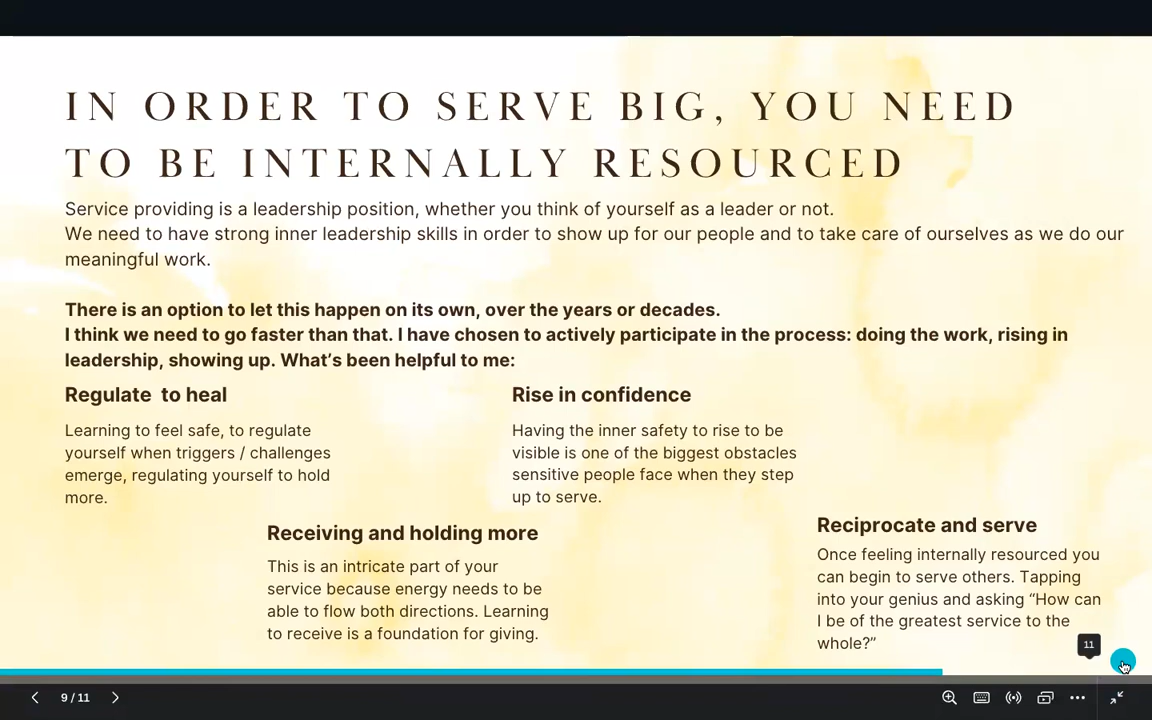 IN ORDER TO SERVE BIG, YOU NEED
TO BE INTERNALLY RESOURCED
Service providing is a leadership position, whether you think of yourself as a leader or not.
We need to have strong inner leadership skills in order to show up for our people and to take care of ourselves as we do our
meaningful work.
There is an option to let this happen on its own, over the years or decades.
I think we need to go faster than that. I have chosen to actively participate in the process: doing the work, rising in
leadership, showing up. What's been helpful to me:
Regulate  to heal
Learning to feel safe, to regulate
yourself when triggers / challenges
emerge, regulating yourself to hold
more.
Receiving and holding more
This is an intricate part of your
service because energy needs to be
able to flow both directions. Learning
to receive is a foundation for giving.
Rise in confidence
Having the inner safety to rise to be
visible is one of the biggest obstacles
sensitive people face when they step
up to serve.
Reciprocate and serve
Once feeling internally resourced you
can begin to serve others. Tapping
into your genius and asking “How can
I be of the greatest service to the
whole?”
11
9 / 11